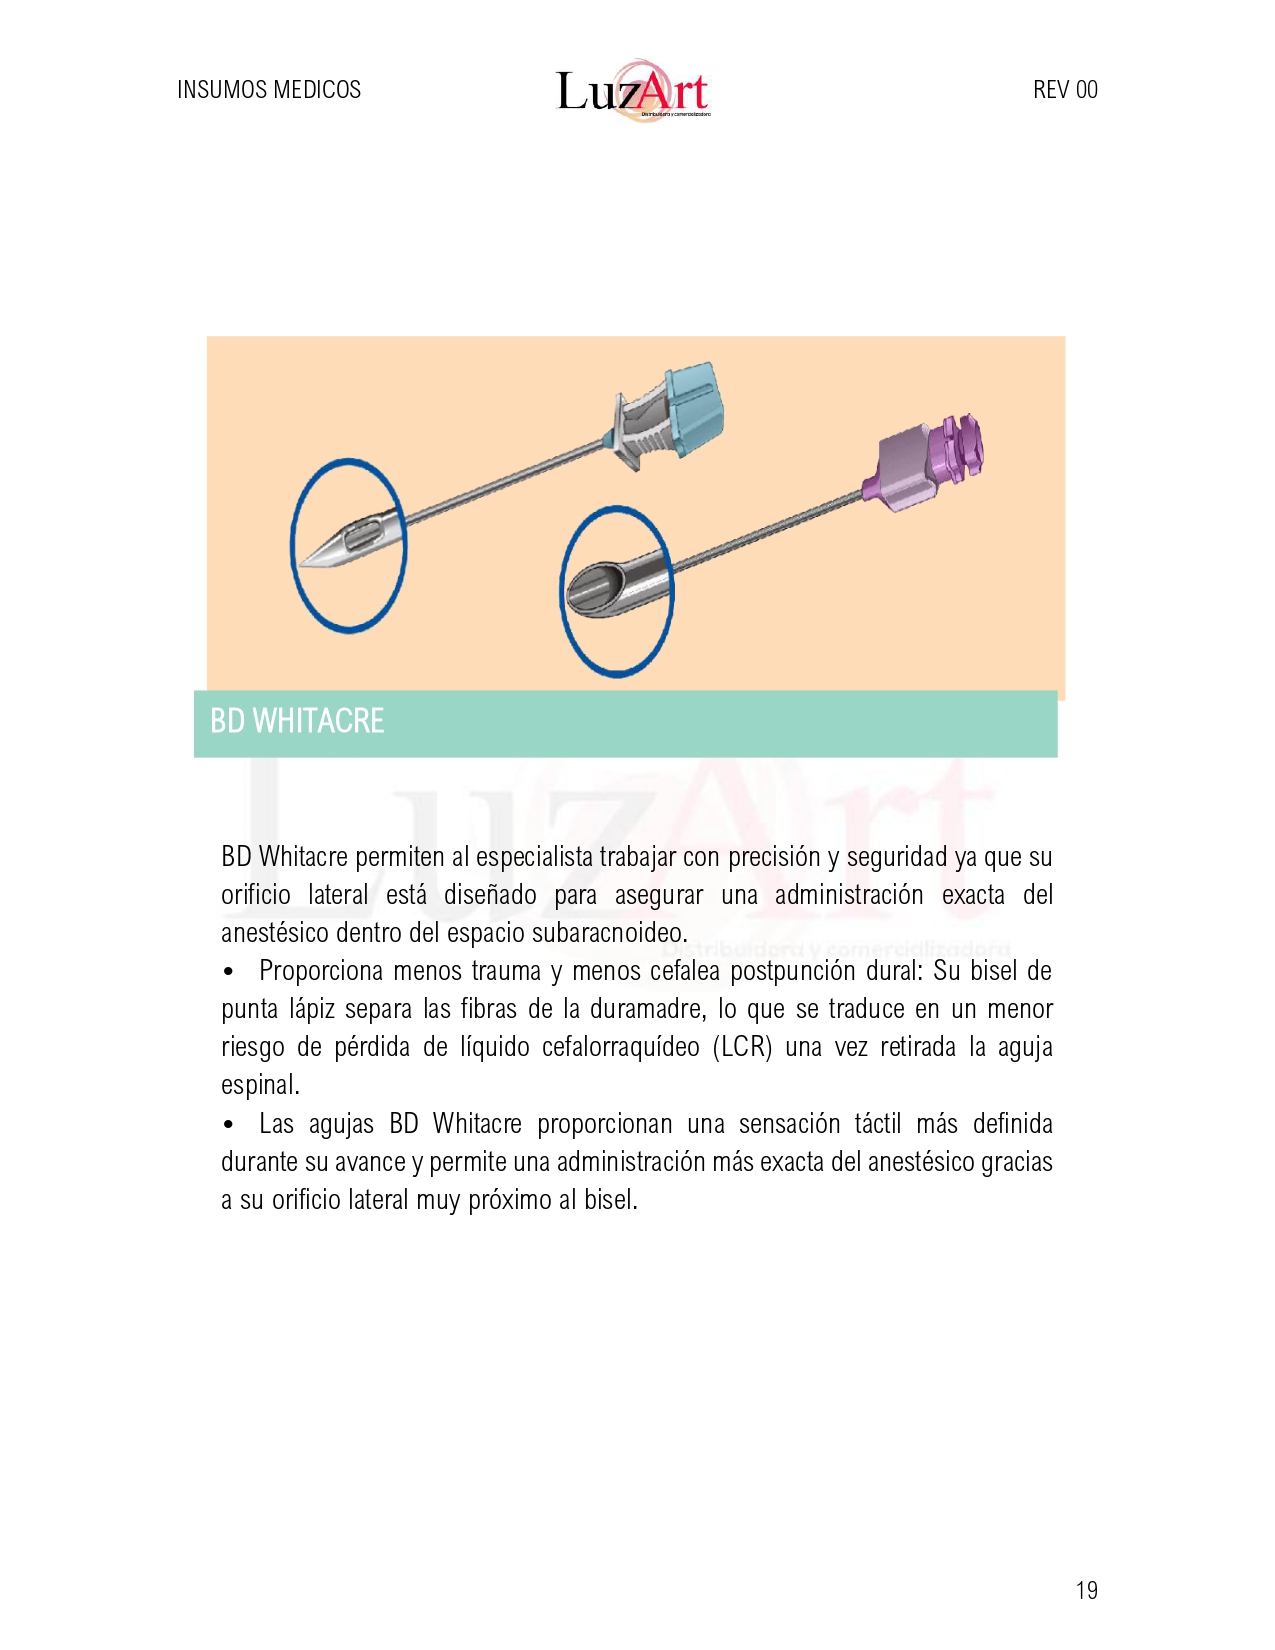 INSUMOS MEDICOS
LuzArt
Distribuidora y comercializadora
REV 00
BD WHITACRE
LuzArt
Distribuidora y comercializadora
BD Whitacre permiten al especialista trabajar con precisión y seguridad ya que su
orificio lateral está diseñado para asegurar una administración exacta del
anestésico dentro del espacio subaracnoideo.
• Proporciona menos trauma y menos cefalea postpunción dural: Su bisel de
punta lápiz separa las fibras de la duramadre, lo que se traduce en un menor
riesgo de pérdida de líquido cefalorraquídeo (LCR) una vez retirada la aguja
espinal.
• Las agujas BD Whitacre proporcionan una sensación táctil más definida
durante su avance y permite una administración más exacta del anestésico gracias
a su orificio lateral muy próximo al bisel.
19